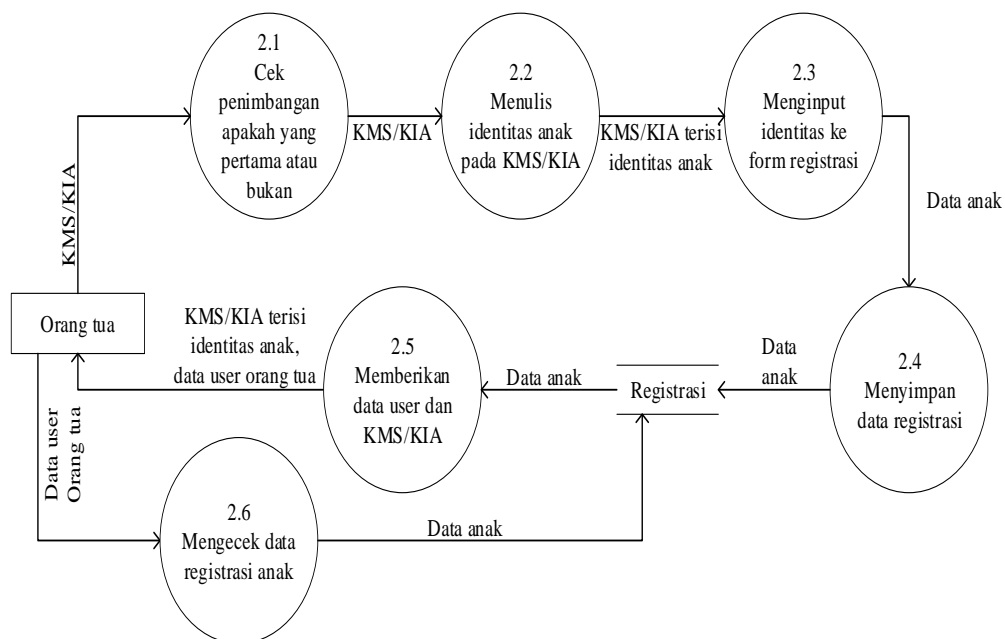 2.1
Cek
penimbangan
apakah yang
pertama atau
bukan
KMS/KIA
2.2
Menulis
identitas anak
pada KMS/KIA
KMS/KIA terisi
identitas anak
2.3
Menginput
identitas ke
form registrasi
Data anak
KMS/KIA
Orang tua
KMS/KIA terisi
identitas anak,
data user orang tua
2.5
Memberikan
data user dan
KMS/KIA
Data anak
Registrasi
Data
anak
2.4
Menyimpan
data registrasi
Data user
Orang tua
2.6
Mengecek data
registrasi anak
Data anak